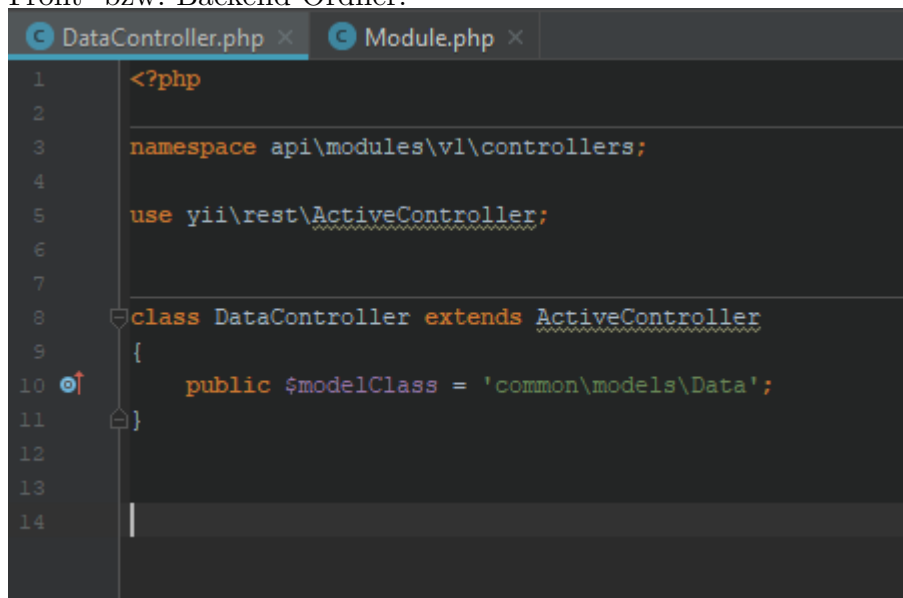 Front- bzw. Backend Ordner.
DataController.php × Module.php ×
1 <?php
2
3 namespace api\modules\v1\controllers;
4
5 use yii\rest\ActiveController;
6
7
8 class DataController extends ActiveController
9 {
10 public $modelClass = 'common\models\Data';
11 }
12
13
14